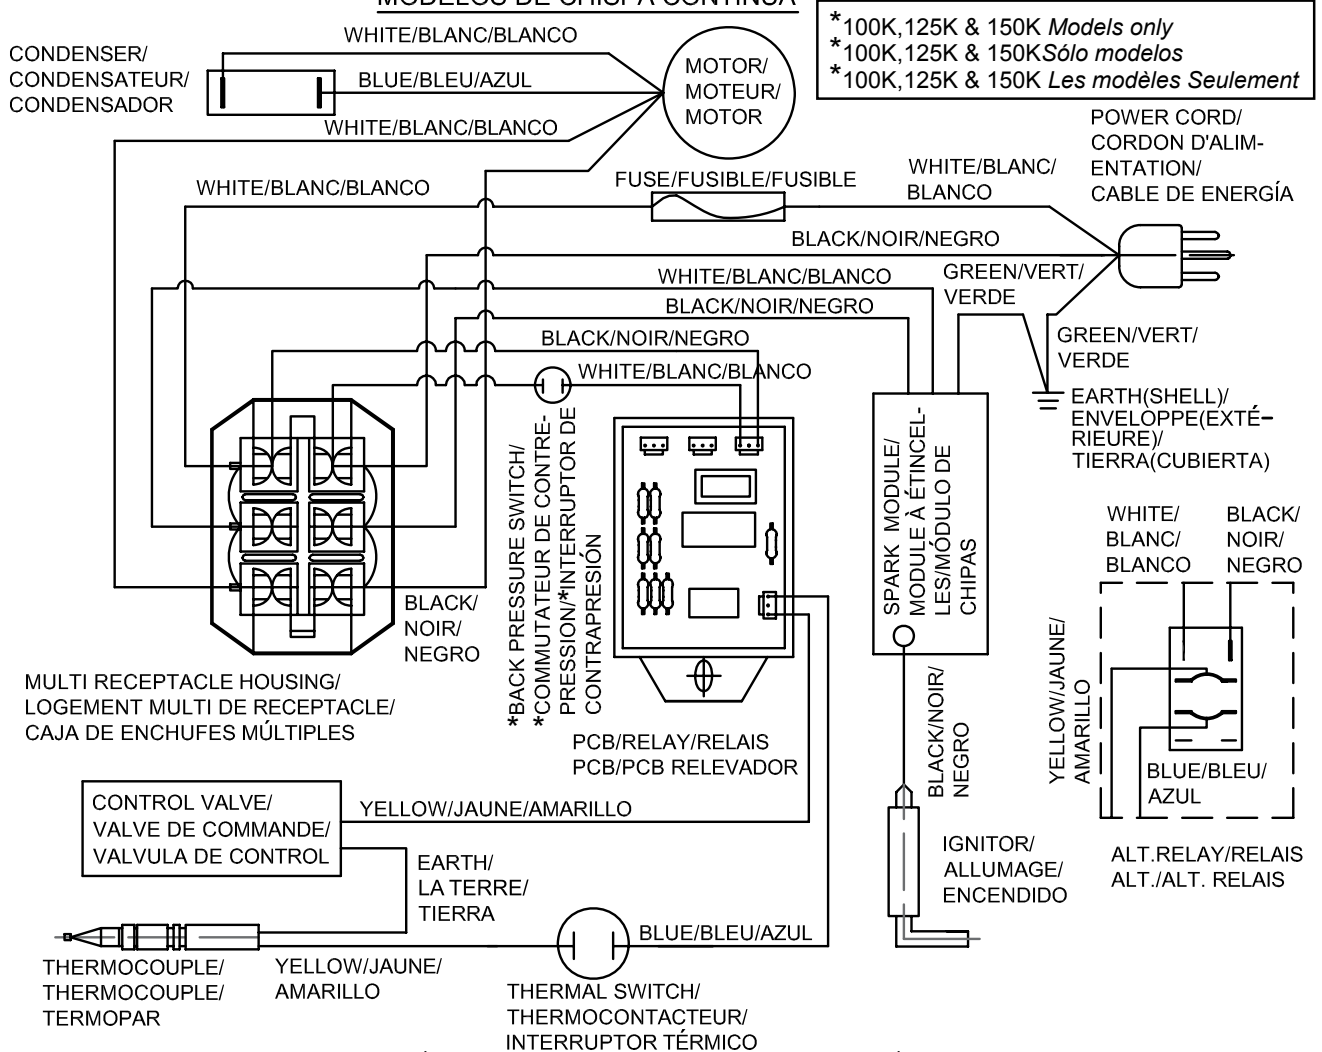 MODELOS DE CHISPA CONTINSA
*100K,125K & 150K Models only
*100K,125K & 150KSólo modelos
*100K,125K & 150K Les modèles Seulement
CONDENSER/
CONDENSATEUR/
CONDENSADOR
WHITE/BLANC/BLANCO
BLUE/BLEU/AZUL
WHITE/BLANC/BLANCO
MOTOR/
MOTEUR/
MOTOR
POWER CORD/
CORDON D'ALIM-
ENTATION/
CABLE DE ENERGÍA
WHITE/BLANC/BLANCO
FUSE/FUSIBLE/FUSIBLE
WHITE/BLANC/
BLANCO
BLACK/NOIR/NEGRO
WHITE/BLANC/BLANCO
GREEN/VERT/
VERDE
BLACK/NOIR/NEGRO
BLACK/NOIR/NEGRO
GREEN/VERT/
VERDE
WHITE/BLANC/BLANCO
EARTH(SHELL)/
ENVELOPPE(EXTÉ-
RIEURE)/
TIERRA(CUBIERTA)
*BACK PRESSURE SWITCH/
*COMMUTATEUR DE CONTRE-
PRESSION/*INTERRUPTOR DE
CONTRAPRESIÓN
SPARK MODULE/
MODULE À ÉTINCEL-
LES/MÓDULO DE
CHIPAS
WHITE/
BLANC/
BLANCO
BLACK/
NOIR/
NEGRO
BLACK/
NOIR/
NEGRO
MULTI RECEPTACLE HOUSING/
LOGEMENT MULTI DE RECEPTACLE/
CAJA DE ENCHUFES MÚLTIPLES
PCB/RELAY/RELAIS
PCB/PCB RELEVADOR
BLACK/NOIR/
NEGRO
YELLOW/JAUNE/
AMARILLO
BLUE/BLEU/
AZUL
CONTROL VALVE/
VALVE DE COMMANDE/
VALVULA DE CONTROL
YELLOW/JAUNE/AMARILLO
EARTH/
LA TERRE/
TIERRA
IGNITOR/
ALLUMAGE/
ENCENDIDO
ALT.RELAY/RELAIS
ALT./ALT. RELAIS
BLUE/BLEU/AZUL
THERMOCOUPLE/
THERMOCOUPLE/
TERMOPAR
YELLOW/JAUNE/
AMARILLO
THERMAL SWITCH/
THERMOCONTACTEUR/
INTERRUPTOR TÉRMICO